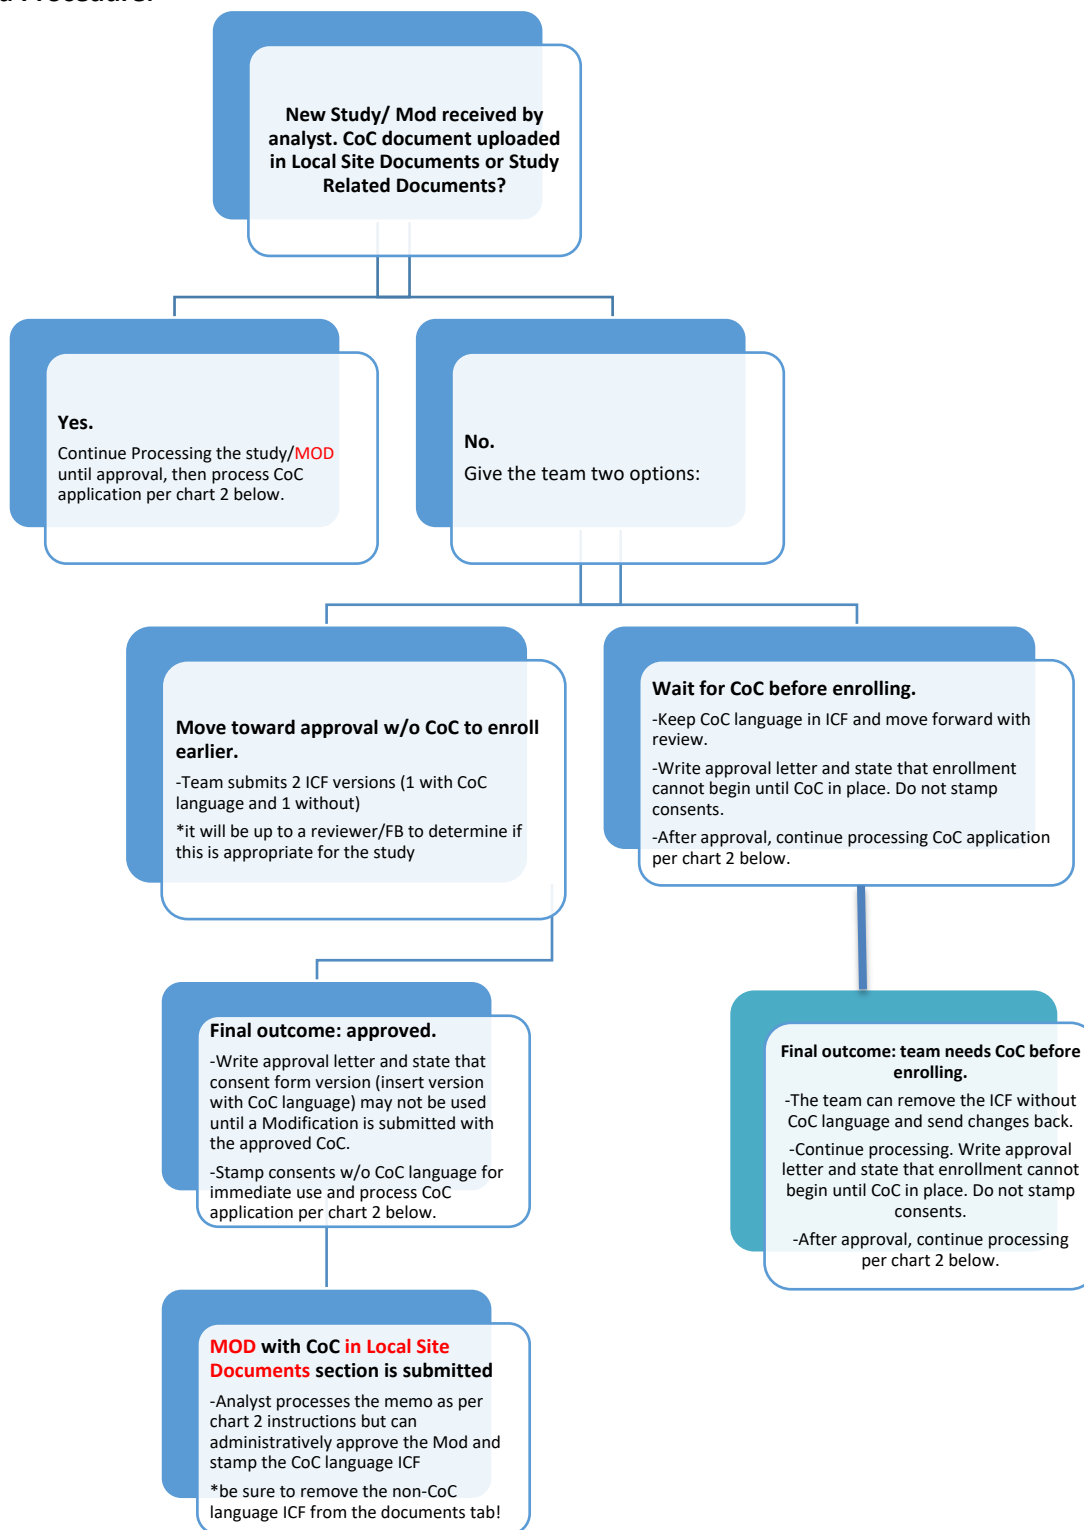 New Study/ Mod received by
analyst. CoC document uploaded
in Local Site Documents or Study
Related Documents?
Yes.
Continue Processing the study/MOD
until approval, then process CoC
application per chart 2 below.
No.
Give the team two options:
Move toward approval w/o CoC to enroll
earlier.
-Team submits 2 ICF versions (1 with CoC
language and 1 without)
*it will be up to a reviewer/FB to determine if
this is appropriate for the study
Wait for CoC before enrolling.
-Keep CoC language in ICF and move forward with
review.
-Write approval letter and state that enrollment
cannot begin until CoC in place. Do not stamp
consents.
-After approval, continue processing CoC application
per chart 2 below.
Final outcome: approved.
-Write approval letter and state that
consent form version (insert version
with CoC language) may not be used
until a Modification is submitted with
the approved CoC.
-Stamp consents w/o CoC language for
immediate use and process CoC
application per chart 2 below.
Final outcome: team needs CoC before
enrolling.
-The team can remove the ICF without
CoC language and send changes back.
-Continue processing. Write approval
letter and state that enrollment cannot
begin until CoC in place. Do not stamp
consents.
-After approval, continue processing
per chart 2 below.
MOD with CoC in Local Site
Documents section is submitted
-Analyst processes the memo as per
chart 2 instructions but can
administratively approve the Mod and
stamp the CoC language ICF
*be sure to remove the non-CoC
language ICF from the documents tab!